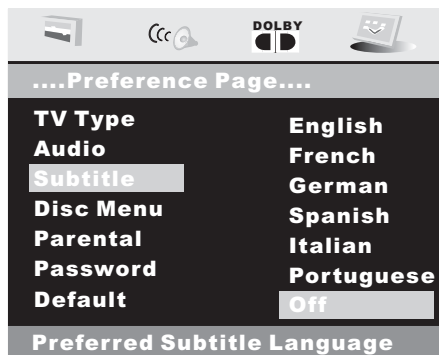 DOLBY
....Preference Page....
TV Type
Audio
Subtitle
Disc Menu
Parental
Password
Default
English
French
German
Spanish
Italian
Portuguese
Off
Preferred Subtitle Language